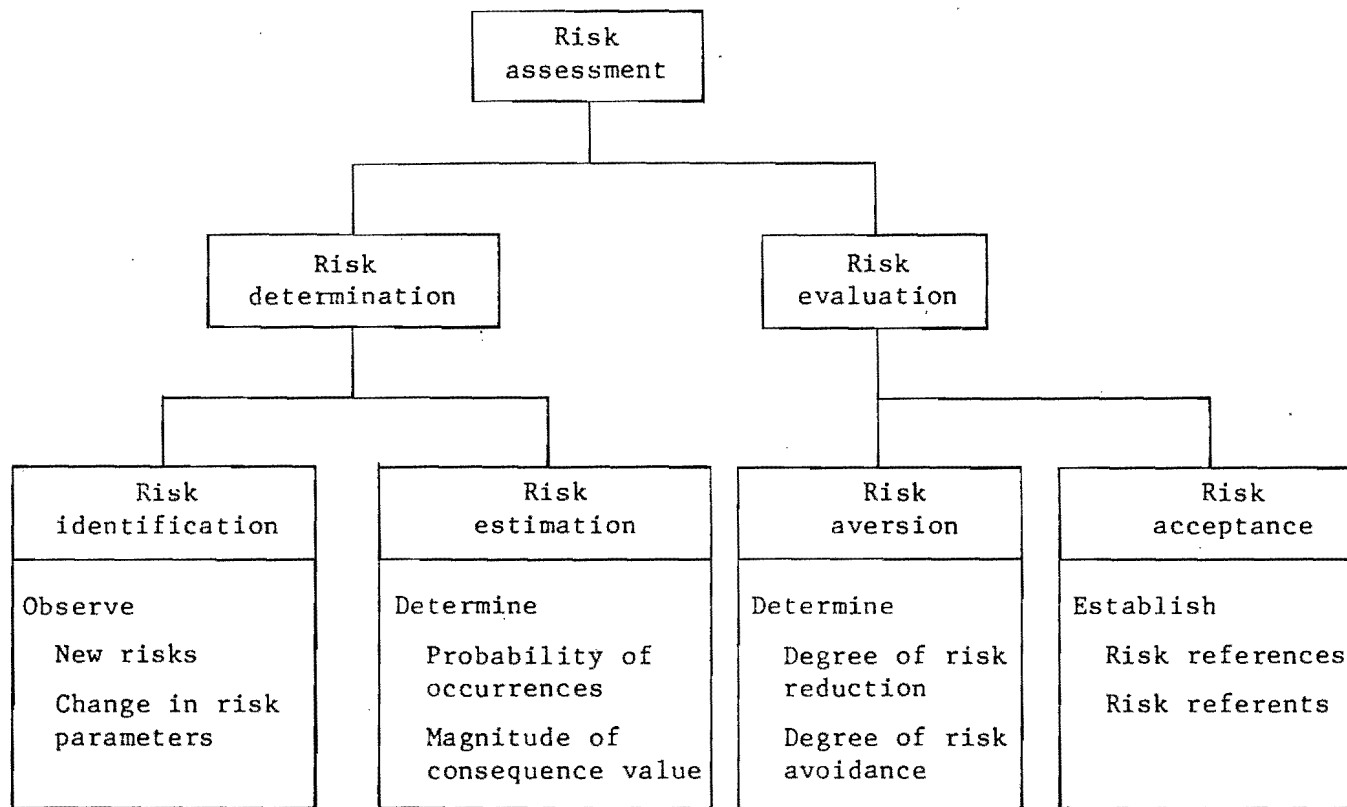 Risk
assessment
Risk
determination
Risk
evaluation
Risk
identification
Observe
New risks
Change in risk
parameters
Risk
estimation
Determine
Probability of
occurrences
Magnitude of
consequence value
Risk
aversion
Determine
Degree of risk
reduction
Degree of risk
avoidance
Risk
acceptance
Establish
Risk references
Risk referents